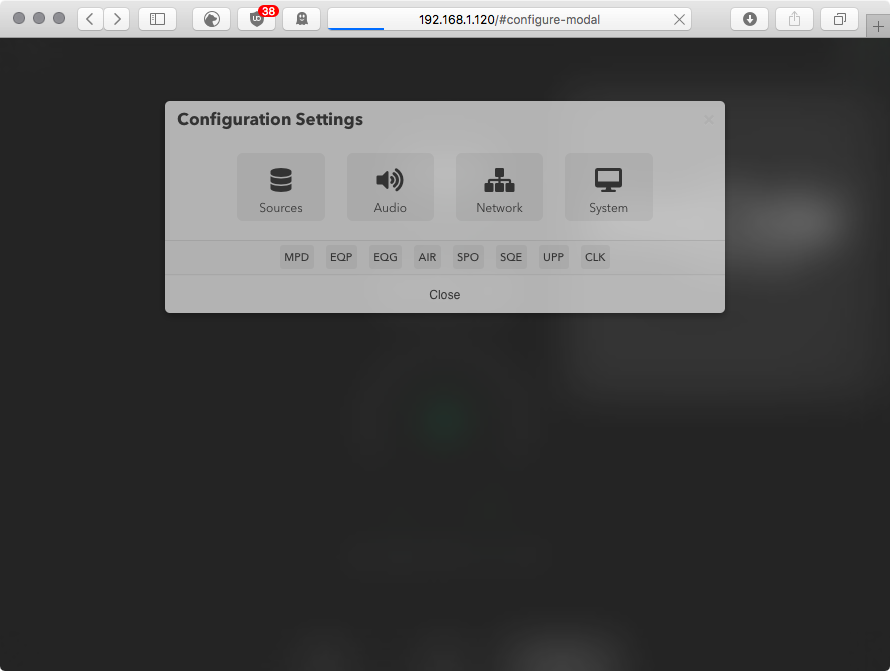 38
192.168.1.120/#configure-modal
Configuration Settings
Sources Audio Network System
MPD EQP EQG AIR SPO SQE UPP CLK
Close